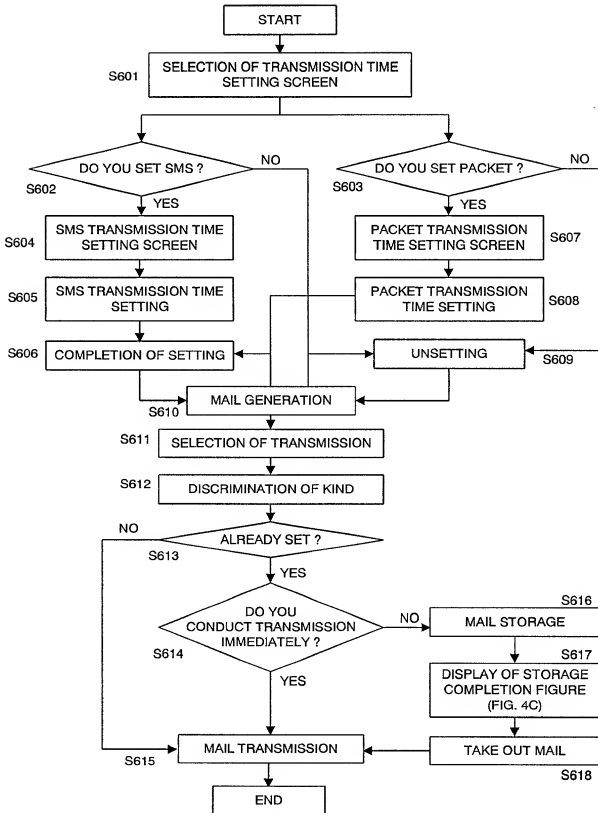 START
S601
SELECTION OF TRANSMISSION TIME
SETTING SCREEN
DO YOU SET SMS ?
NO
S602
YES
DO YOU SET PACKET ?
NO
S603
YES
S604
SMS TRANSMISSION TIME
SETTING SCREEN
PACKET TRANSMISSION
TIME SETTING SCREEN
S607
S605
SMS TRANSMISSION TIME
SETTING
PACKET TRANSMISSION
TIME SETTING
S608
S606
COMPLETION OF SETTING
UNSETTING
S609
S610
MAIL GENERATION
S611
SELECTION OF TRANSMISSION
S612
DISCRIMINATION OF KIND
NO
S613
ALREADY SET ?
YES
DO YOU
CONDUCT TRANSMISSION
IMMEDIATELY ?
S614
NO
YES
S616
MAIL STORAGE
S617
DISPLAY OF STORAGE
COMPLETION FIGURE
(FIG. 4C)
S615
MAIL TRANSMISSION
TAKE OUT MAIL
S618
END